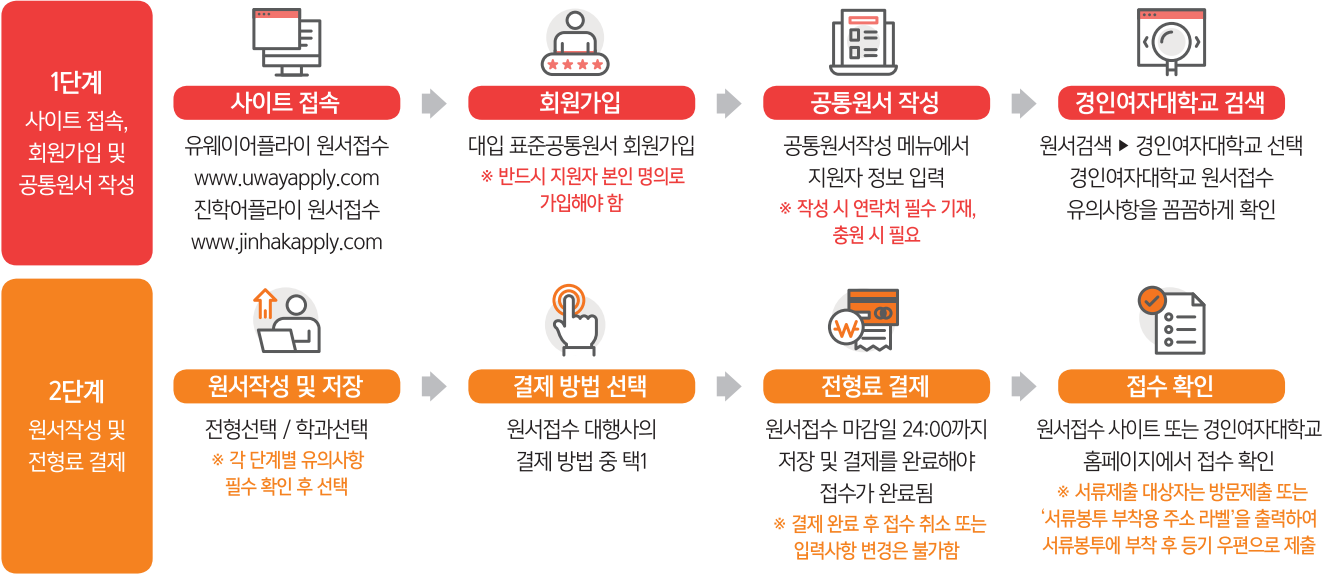 1단계
사이트 접속,
회원가입 및
공통원서 작성
사이트 접속
유웨이어플라이 원서접수
www.uwayapply.com
진학어플라이 원서접수
www.jinhakapply.com
회원가입
대입 표준공통원서 회원가입
※ 반드시 지원자 본인 명의로
가입해야 함
공통원서 작성
공통원서작성 메뉴에서
지원자 정보 입력
※ 작성 시 연락처 필수 기재,
충원 시 필요
경인여자대학교 검색
원서검색 ▶ 경인여자대학교 선택
경인여자대학교 원서접수
유의사항을 꼼꼼하게 확인
2단계
원서작성 및
전형료 결제
원서작성 및 저장
전형선택 / 학과선택
※ 각 단계별 유의사항
필수 확인 후 선택
결제 방법 선택
원서접수 대행사의
결제 방법 중 택1
₩
전형료 결제
원서접수 마감일 24:00까지
저장 및 결제를 완료해야
접수가 완료됨
※ 결제 완료 후 접수 취소 또는
입력사항 변경은 불가함
접수 확인
원서접수 사이트 또는 경인여자대학교
홈페이지에서 접수 확인
※ 서류제출 대상자는 방문제출 또는
‘서류봉투 부착용 주소 라벨’을 출력하여
서류봉투에 부착 후 등기 우편으로 제출